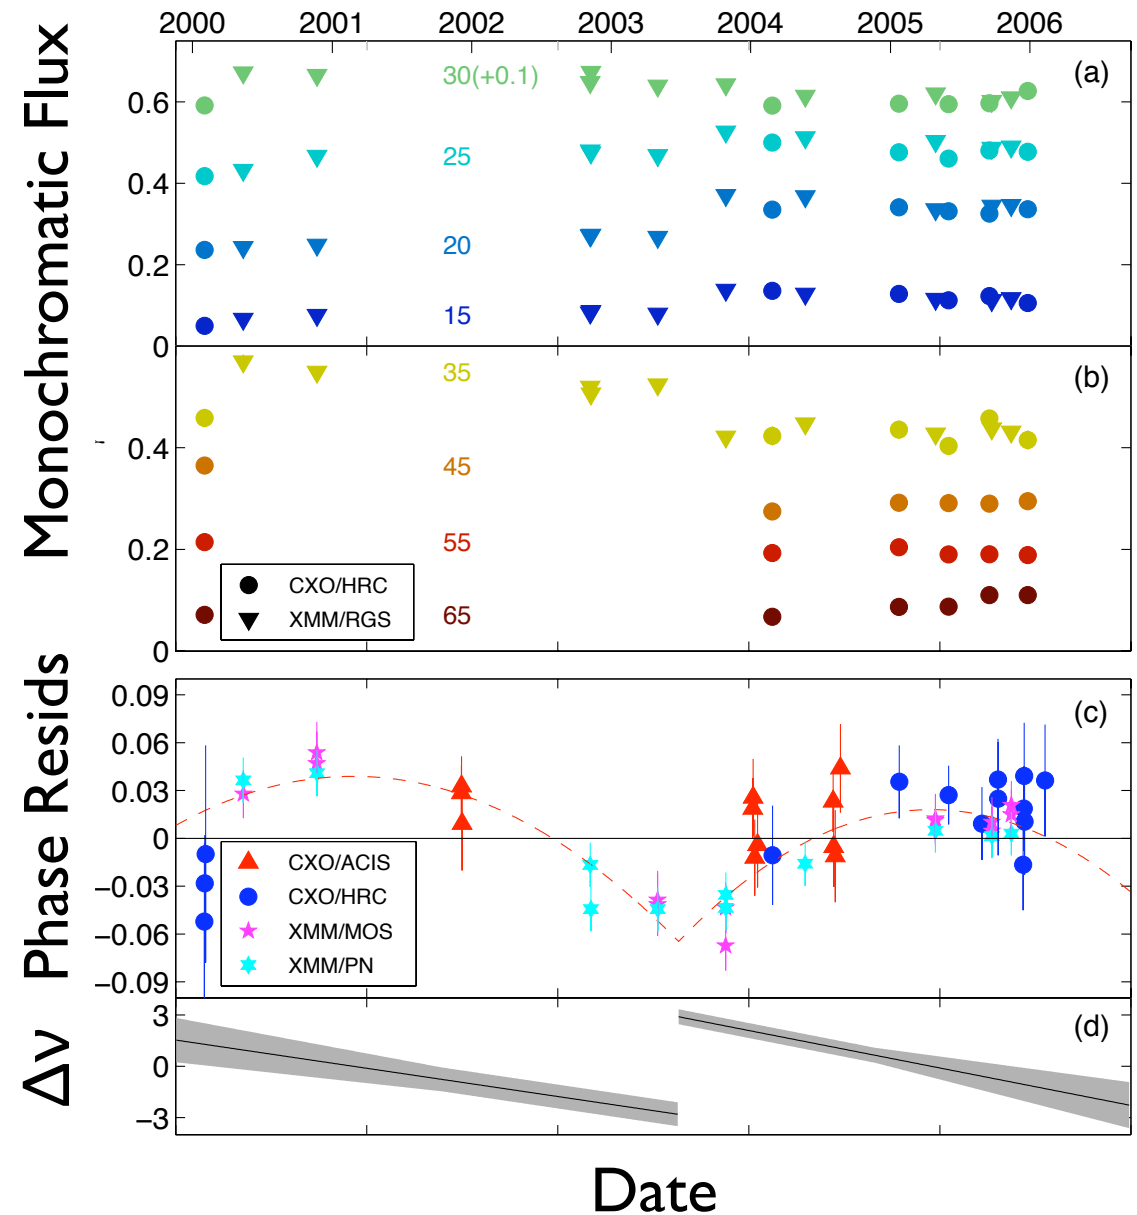 2000 2001 2002 2003 2004 2005 2006
Monochromatic Flux
(a)
30(+0.1)
0.6
25
0.4
20
0.2
15
0
(b)
35
0.4
45
55
0.2
CXO/HRC
XMM/RGS
65
0
Phase Resids
0.09
(c)
0.06
0.03
0
CXO/ACIS
−0.03
CXO/HRC
XMM/MOS
−0.06
XMM/PN
−0.09
Δν
3
(d)
0
−3
Date